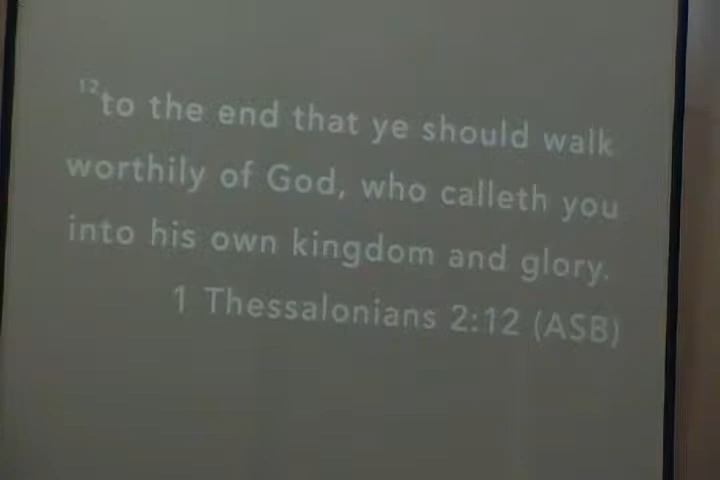 12to the end that ye should walk
worthily of God, who calleth you
into his own kingdom and glory.
1 Thessalonians 2:12 (ASB)